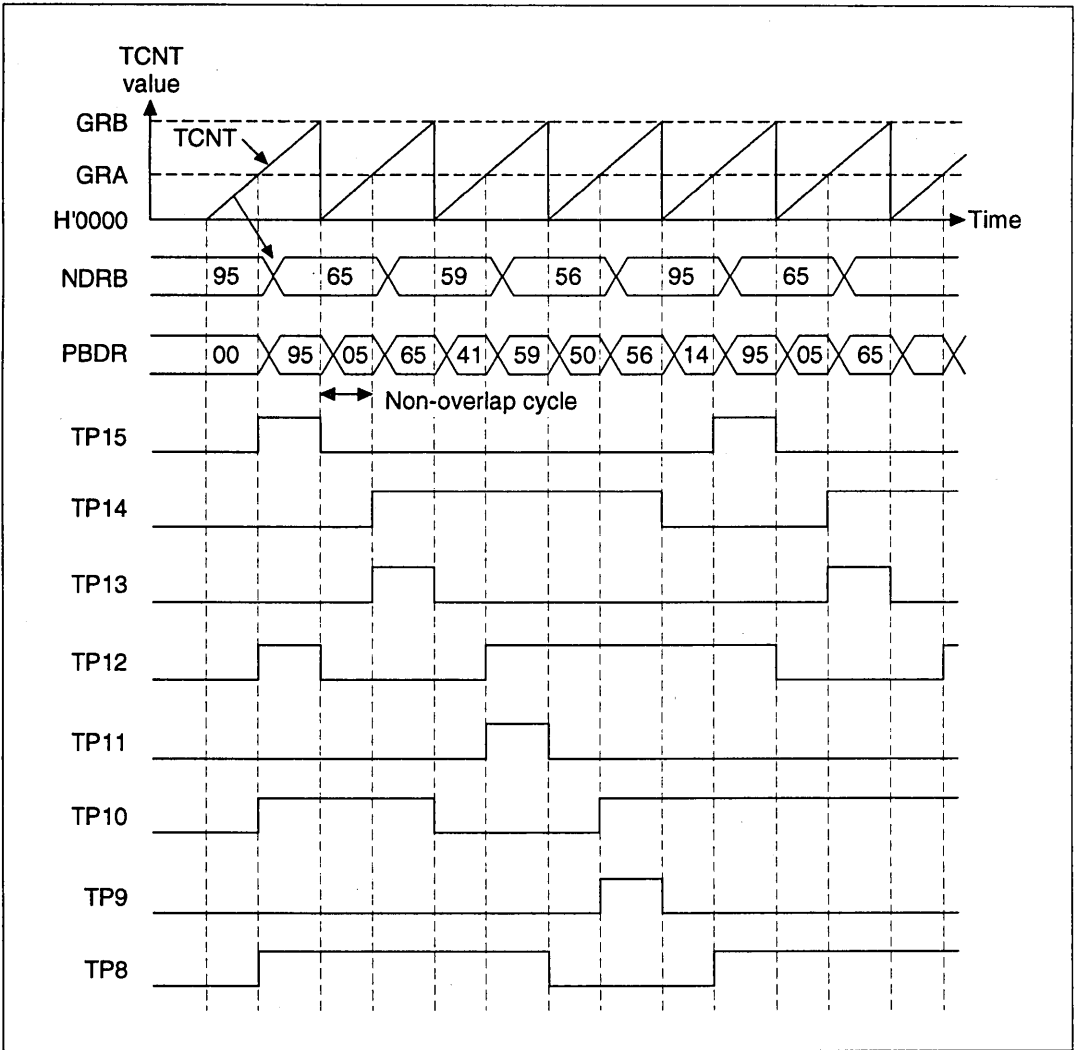 TCNT
value
GRB
TCNT
GRA
H'0000
Time
NDRB 95 65 59 56 95 65
PBDR 00 95 05 65 41 59 50 56 14 95 05 65
Non-overlap cycle
TP15
TP14
TP13
TP12
TP11
TP10
TP9
TP8